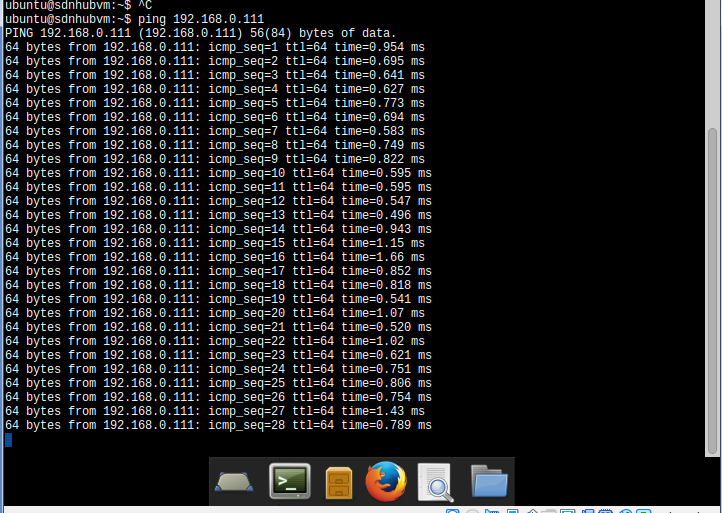 ubuntu@sdnhubvm:~$ ^C
ubuntu@sdnhubvm:~$ ping 192.168.0.111
PING 192.168.0.111 (192.168.0.111) 56(84) bytes of data.
64 bytes from 192.168.0.111: icmp_seq=1 ttl=64 time=0.954 ms
64 bytes from 192.168.0.111: icmp_seq=2 ttl=64 time=0.695 ms
64 bytes from 192.168.0.111: icmp_seq=3 ttl=64 time=0.641 ms
64 bytes from 192.168.0.111: icmp_seq=4 ttl=64 time=0.627 ms
64 bytes from 192.168.0.111: icmp_seq=5 ttl=64 time=0.773 ms
64 bytes from 192.168.0.111: icmp_seq=6 ttl=64 time=0.694 ms
64 bytes from 192.168.0.111: icmp_seq=7 ttl=64 time=0.583 ms
64 bytes from 192.168.0.111: icmp_seq=8 ttl=64 time=0.749 ms
64 bytes from 192.168.0.111: icmp_seq=9 ttl=64 time=0.822 ms
64 bytes from 192.168.0.111: icmp_seq=10 ttl=64 time=0.595 ms
64 bytes from 192.168.0.111: icmp_seq=11 ttl=64 time=0.595 ms
64 bytes from 192.168.0.111: icmp_seq=12 ttl=64 time=0.547 ms
64 bytes from 192.168.0.111: icmp_seq=13 ttl=64 time=0.496 ms
64 bytes from 192.168.0.111: icmp_seq=14 ttl=64 time=0.943 ms
64 bytes from 192.168.0.111: icmp_seq=15 ttl=64 time=1.15 ms
64 bytes from 192.168.0.111: icmp_seq=16 ttl=64 time=1.66 ms
64 bytes from 192.168.0.111: icmp_seq=17 ttl=64 time=0.852 ms
64 bytes from 192.168.0.111: icmp_seq=18 ttl=64 time=0.818 ms
64 bytes from 192.168.0.111: icmp_seq=19 ttl=64 time=0.541 ms
64 bytes from 192.168.0.111: icmp_seq=20 ttl=64 time=1.07 ms
64 bytes from 192.168.0.111: icmp_seq=21 ttl=64 time=0.520 ms
64 bytes from 192.168.0.111: icmp_seq=22 ttl=64 time=1.02 ms
64 bytes from 192.168.0.111: icmp_seq=23 ttl=64 time=0.621 ms
64 bytes from 192.168.0.111: icmp_seq=24 ttl=64 time=0.751 ms
64 bytes from 192.168.0.111: icmp_seq=25 ttl=64 time=0.806 ms
64 bytes from 192.168.0.111: icmp_seq=26 ttl=64 time=0.754 ms
64 bytes from 192.168.0.111: icmp_seq=27 ttl=64 time=1.43 ms
64 bytes from 192.168.0.111: icmp_seq=28 ttl=64 time=0.789 ms